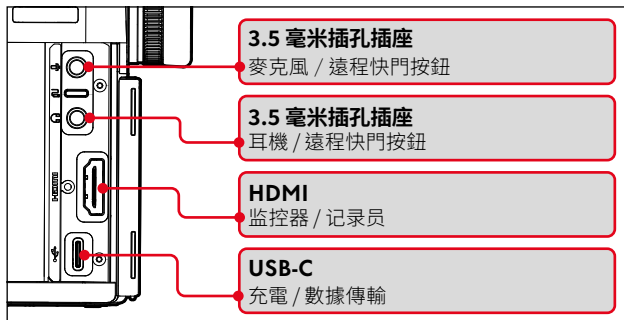 3.5 毫米插孔插座
麥克風 / 遠程快門按鈕
3.5 毫米插孔插座
耳機 / 遠程快門按鈕
HDMI
HDMI
监控器 / 记录员
USB-C
充電 / 數據傳輸